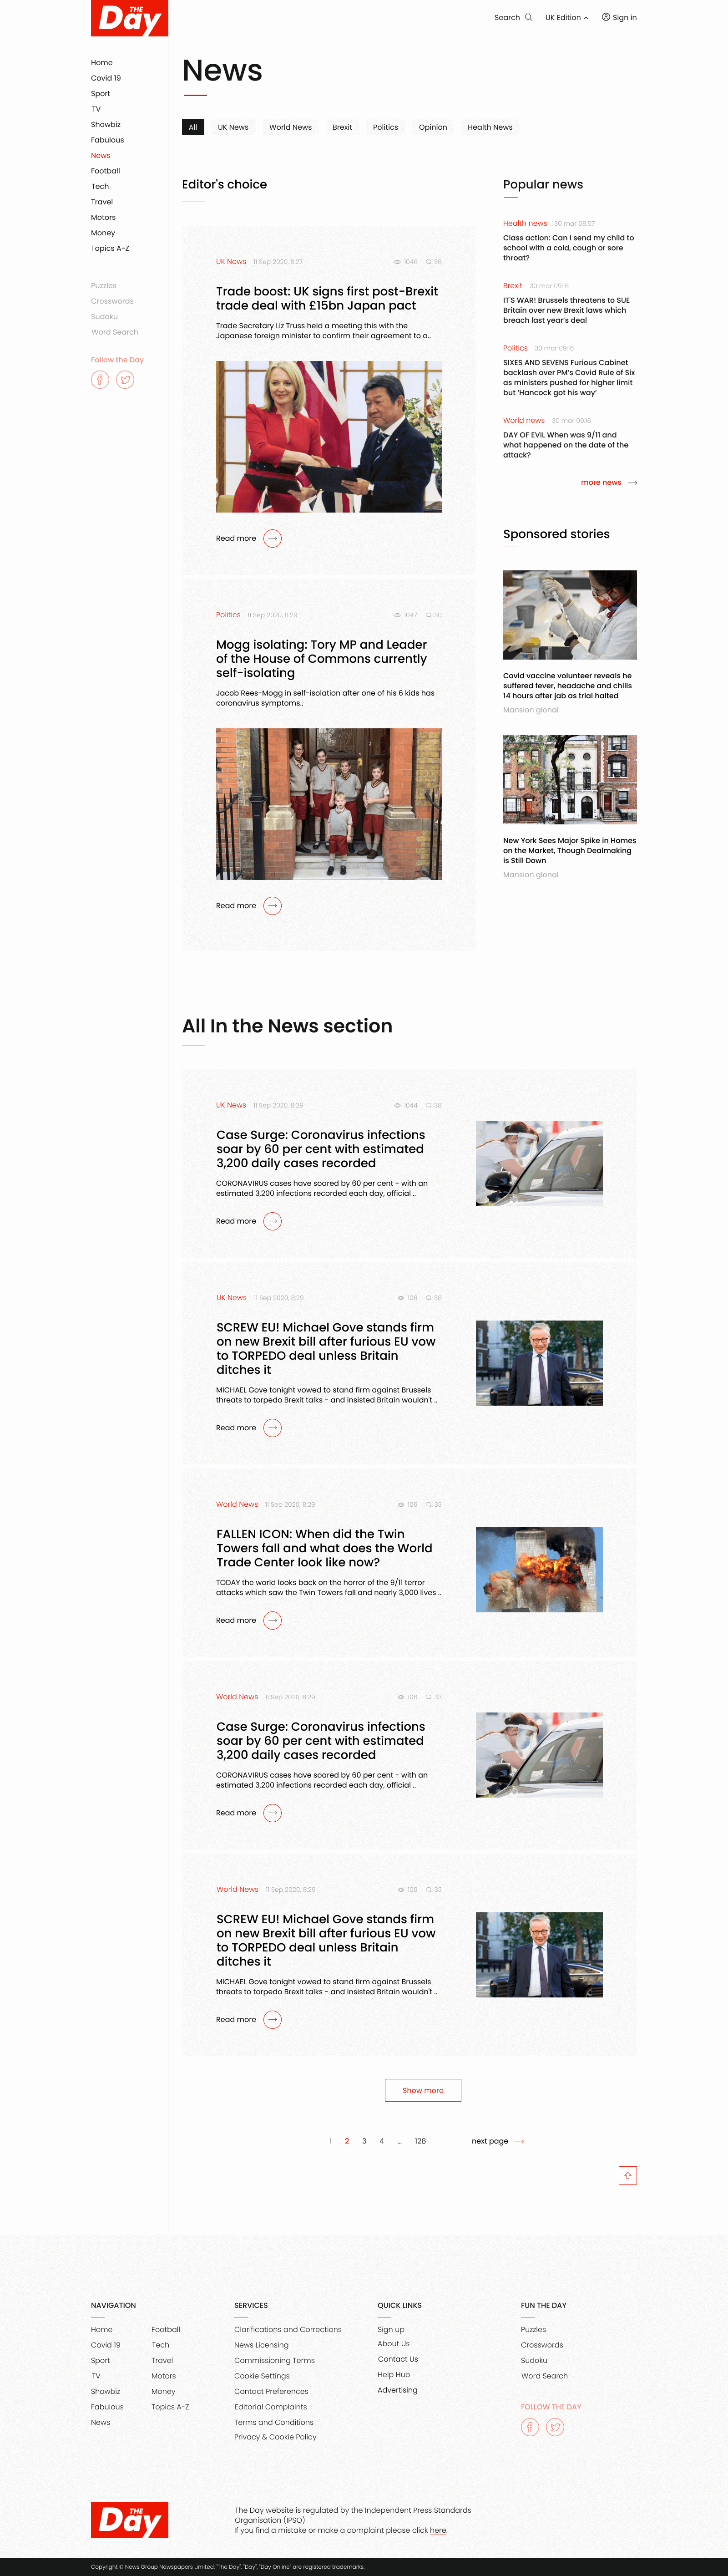 THE
Day
Search
UK Edition
Sign in
Home
Covid 19
Sport
TV
Showbiz
Fabulous
News
Football
Tech
Travel
Motors
Money
Topics A-Z
Puzzles
Crosswords
Sudoku
Word Search
Follow the Day
News
All
UK News
World News
Brexit
Politics
Opinion
Health News
Editor's choice
UK News 11 Sep 2020, 8:27 1046 36
Trade boost: UK signs first post-Brexit
trade deal with £15bn Japan pact
Trade Secretary Liz Truss held a meeting this with the
Japanese foreign minister to confirm their agreement to a..
Read more
Politics 11 Sep 2020, 8:29 1047 30
Mogg isolating: Tory MP and Leader
of the House of Commons currently
self-isolating
Jacob Rees-Mogg in self-isolation after one of his 6 kids has
coronavirus symptoms..
Read more
Popular news
Health news 30 mar 08:57
Class action: Can I send my child to
school with a cold, cough or sore
throat?
Brexit 30 mar 09:16
IT'S WAR! Brussels threatens to SUE
Britain over new Brexit laws which
breach last year's deal
Politics 30 mar 09:16
SIXES AND SEVENS Furious Cabinet
backlash over PM's Covid Rule of Six
as ministers pushed for higher limit
but 'Hancock got his way'
World news 30 mar 09:16
DAY OF EVIL When was 9/11 and
what happened on the date of the
attack?
more news
Sponsored stories
Covid vaccine volunteer reveals he
suffered fever, headache and chills
14 hours after jab as trial halted
Mansion glonal
New York Sees Major Spike in Homes
on the Market, Though Dealmaking
is Still Down
Mansion glonal
All In the News section
UK News 11 Sep 2020, 8:29 1044 38
Case Surge: Coronavirus infections
soar by 60 per cent with estimated
3,200 daily cases recorded
CORONAVIRUS cases have soared by 60 per cent - with an
estimated 3,200 infections recorded each day, official ..
Read more
UK News 11 Sep 2020, 8:29 106 38
SCREW EU! Michael Gove stands firm
on new Brexit bill after furious EU vow
to TORPEDO deal unless Britain
ditches it
MICHAEL Gove tonight vowed to stand firm against Brussels
threats to torpedo Brexit talks - and insisted Britain wouldn't ..
Read more
World News 11 Sep 2020, 8:29 106 33
FALLEN ICON: When did the Twin
Towers fall and what does the World
Trade Center look like now?
TODAY the world looks back on the horror of the 9/11 terror
attacks which saw the Twin Towers fall and nearly 3,000 lives ..
Read more
World News 11 Sep 2020, 8:29 106 33
Case Surge: Coronavirus infections
soar by 60 per cent with estimated
3,200 daily cases recorded
CORONAVIRUS cases have soared by 60 per cent - with an
estimated 3,200 infections recorded each day, official ..
Read more
World News 11 Sep 2020, 8:29 106 33
SCREW EU! Michael Gove stands firm
on new Brexit bill after furious EU vow
to TORPEDO deal unless Britain
ditches it
MICHAEL Gove tonight vowed to stand firm against Brussels
threats to torpedo Brexit talks - and insisted Britain wouldn't ..
Read more
Show more
1 2 3 4 ... 128 next page
NAVIGATION
Home
Covid 19
Sport
TV
Showbiz
Fabulous
News
Football
Tech
Travel
Motors
Money
Topics A-Z
SERVICES
Clarifications and Corrections
News Licensing
Commissioning Terms
Cookie Settings
Contact Preferences
Editorial Complaints
Terms and Conditions
Privacy & Cookie Policy
QUICK LINKS
Sign up
About Us
Contact Us
Help Hub
Advertising
FUN THE DAY
Puzzles
Crosswords
Sudoku
Word Search
FOLLOW THE DAY
THE
Day
The Day website is regulated by the Independent Press Standards
Organisation (IPSO)
If you find a mistake or make a complaint please click here.
Copyright © News Group Newspapers Limited: "The Day", "Day", "Day Online" are registered trademarks.